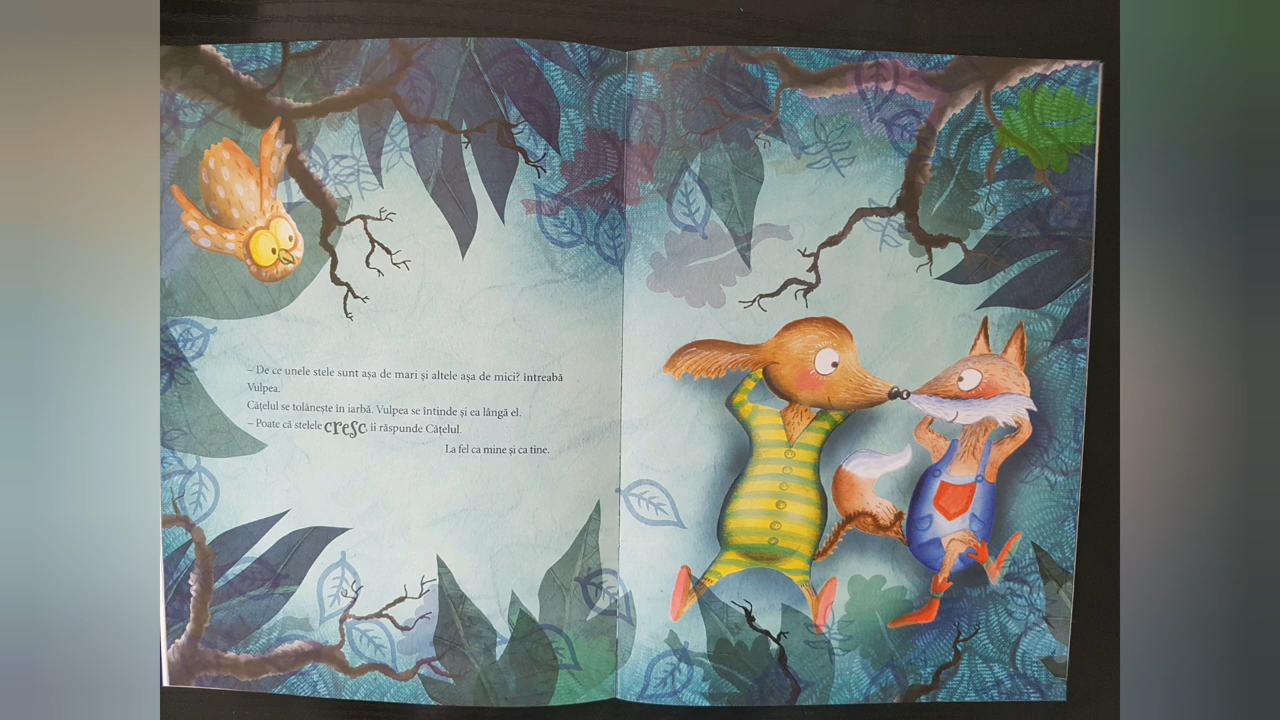 – De ce unele stele sunt așa de mari și altele așa de mici? întreabă
Vulpea.
Cățelul se tolănește în iarbă. Vulpea se întinde și ea lângă el.
– Poate că stelele cresc, îi răspunde Cățelul.
La fel ca mine și ca tine.